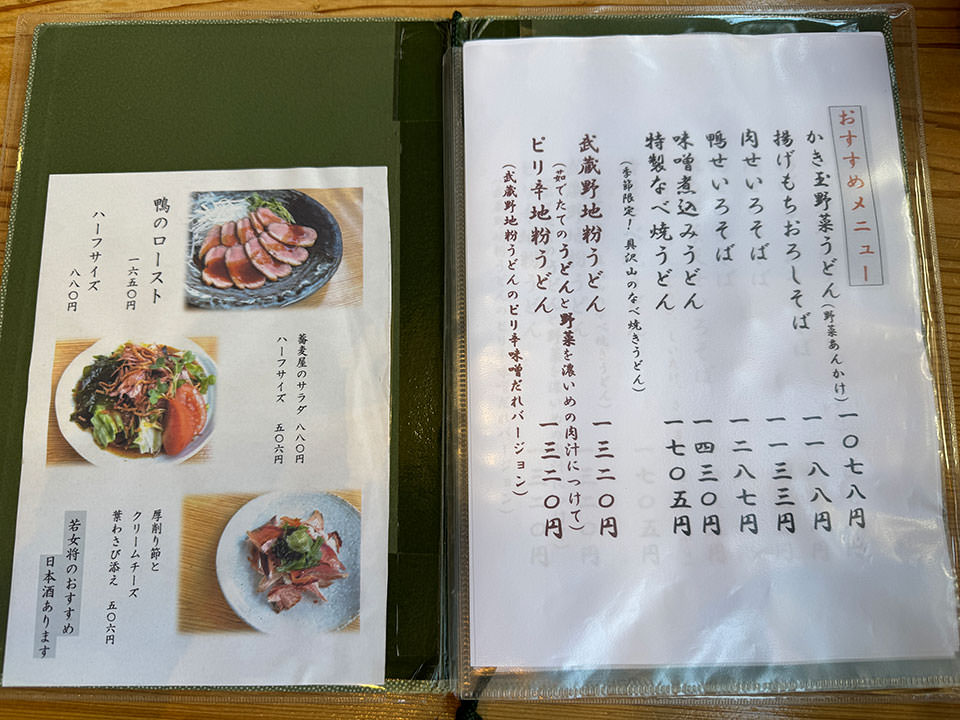 おすすめメニュー
かき玉野菜うどん(野菜あんかけ) 一〇七八円
揚げもちおろしそば 一一八八円
肉せいろそば 一一三三円
鴨せいろそば 一二八七円
味噌煮込みうどん 一四三〇円
特製なべ焼うどん 一七〇五円
(季節限定！具沢山のなべ焼きうどん)
武蔵野地粉うどん 一三二〇円
(茹でたてのうどんと野菜を濃いめの肉汁につけて)
ピリ辛地粉うどん 一三二〇円
(武蔵野地粉うどんのピリ辛味噌だれバージョン)
鴨のロースト
一六五〇円
ハーフサイズ
八八〇円
蕎麦屋のサラダ 八八〇円
ハーフサイズ 五〇六円
厚削り節と
クリームチーズ
葉わさび添え 五〇六円
若女将のおすすめ
日本酒あります